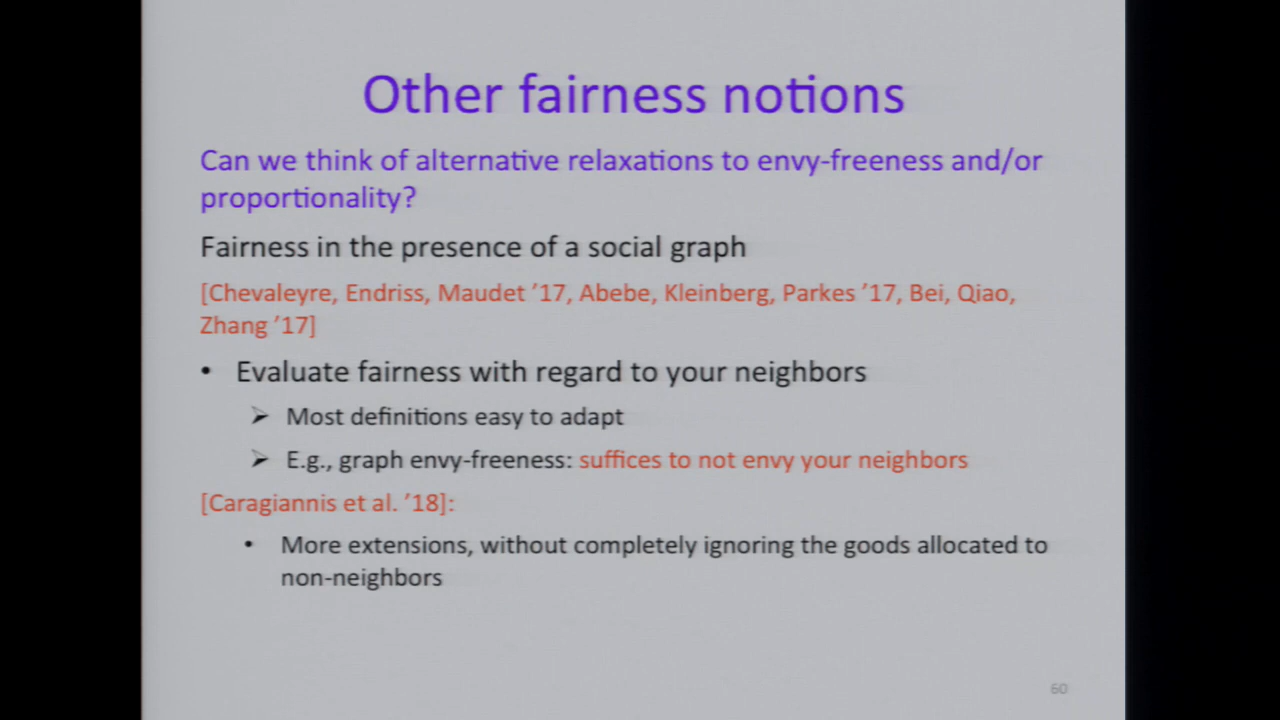 Other fairness notions
Can we think of alternative relaxations to envy-freeness and/or
proportionality?
Fairness in the presence of a social graph
[Chevaleyre, Endriss, Maudet ’17, Abebe, Kleinberg, Parkes ’17, Bei, Qiao,
Zhang ’17]
• Evaluate fairness with regard to your neighbors
➢ Most definitions easy to adapt
➢ E.g., graph envy-freeness: suffices to not envy your neighbors
[Caragiannis et al. ’18]:
• More extensions, without completely ignoring the goods allocated to
non-neighbors
60